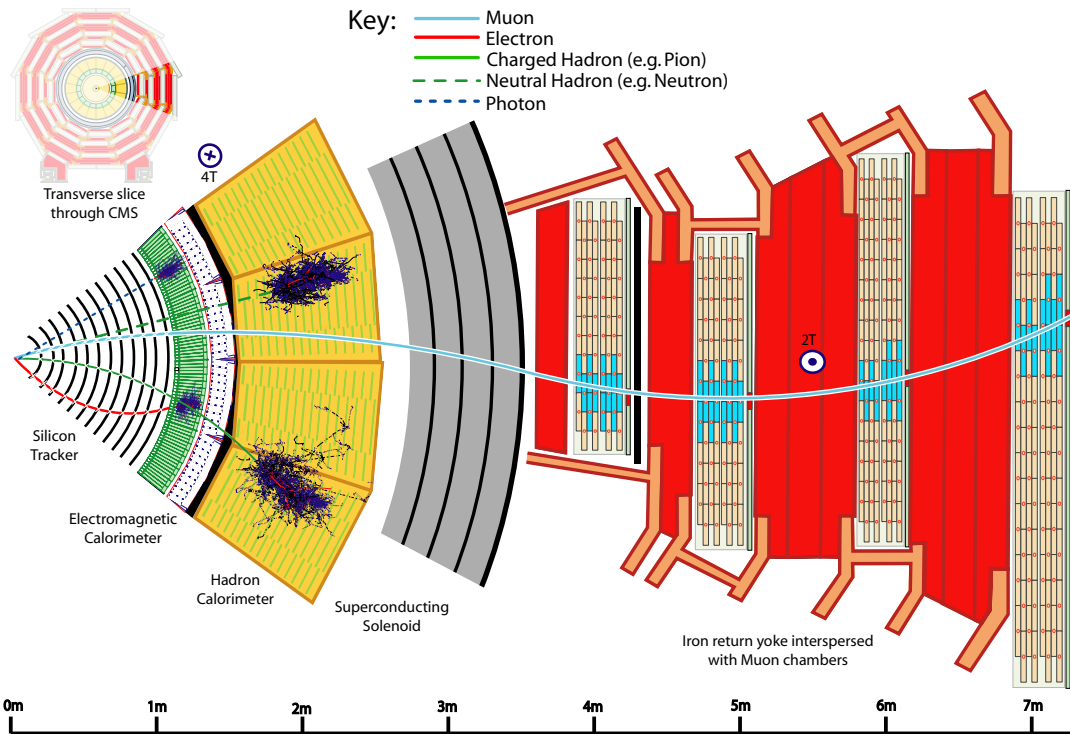 Key:
Muon
Electron
Charged Hadron (e.g. Pion)
Neutral Hadron (e.g. Neutron)
Photon
Transverse slice
through CMS
4T
2T
Silicon
Tracker
Electromagnetic
Calorimeter
Hadron
Calorimeter
Superconducting
Solenoid
Iron return yoke interspersed
with Muon chambers
0m 1m 2m 3m 4m 5m 6m 7m